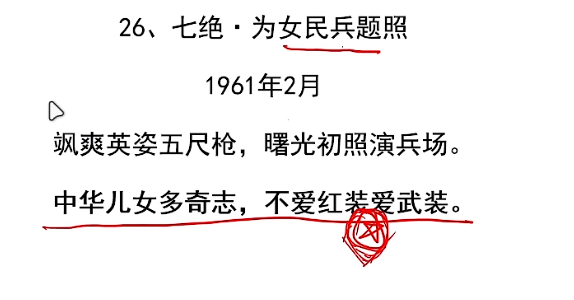 26、七绝·为女民兵题照
1961年2月
飒爽英姿五尺枪，曙光初照演兵场。
中华儿女多奇志，不爱红装爱武装。